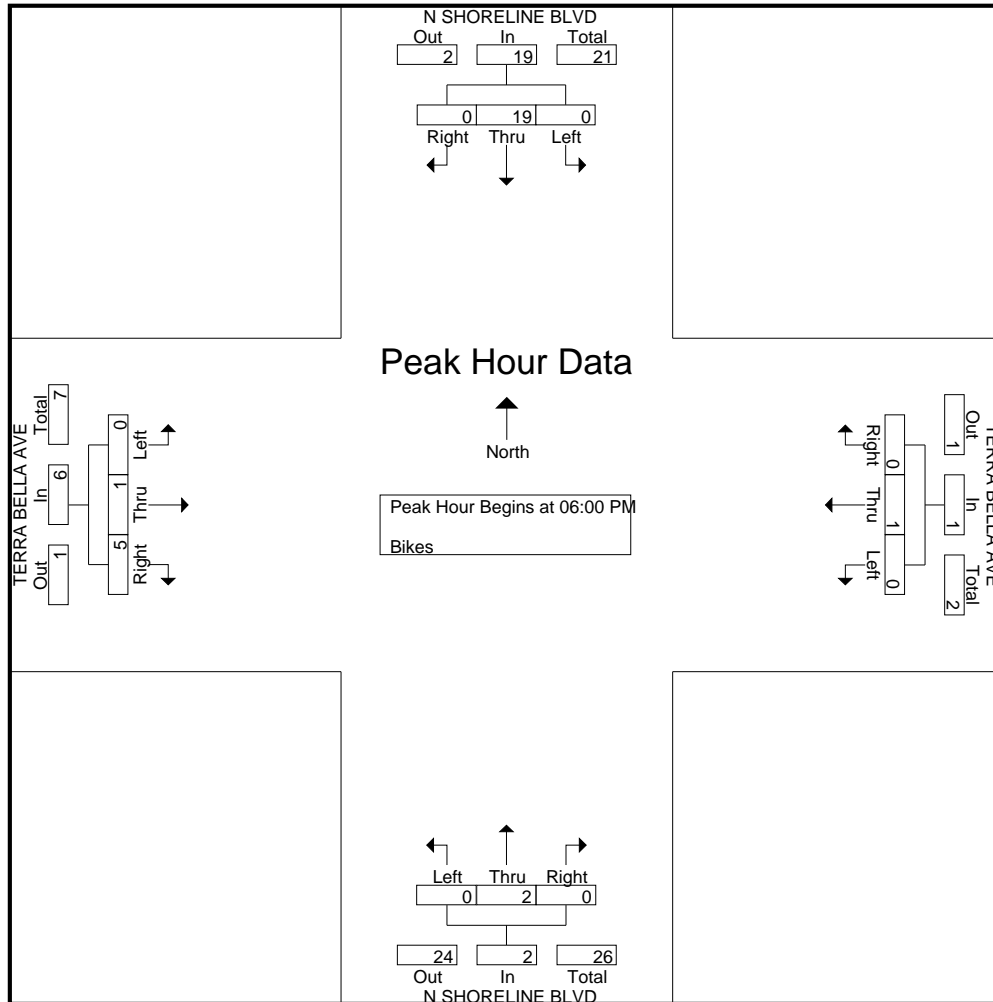 N SHORELINE BLVD
Out In Total
2 19 21
0 19 0
Right Thru Left
Peak Hour Data
North
Peak Hour Begins at 06:00 PM
Bikes
TERRA BELLA AVE
Out In Total
1 6 7
Right Thru Left
5 1 0
TERRA BELLA AVE
Out In Total
1 1 2
Right Thru Left
0 1 0
Left Thru Right
0 2 0
24 2 26
Out In Total
N SHORELINE BLVD